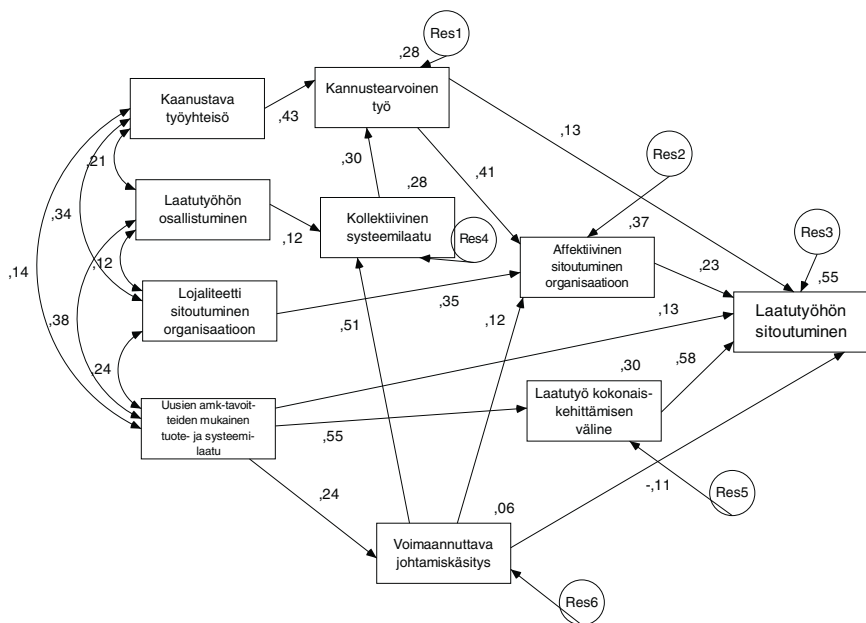 Res1
,28
Kaanustava
työyhteisö
,43
Kannustearvoinen
työ
,13
Res2
,21
,30
,28
,41
,34
Laatutyöhön
osallistuminen
,12
Kollektiivinen
systeemilaatu
Res4
,37
Res3
Affektiivinen
sitoutuminen
organisaatioon
,23
,55
,14
,12
Lojaliteetti
sitoutuminen
organisaatioon
,35
,12
,13
Laatutyöhön
sitoutuminen
,38
,51
,24
,30
,58
Uusien amk-tavoit-
teiden mukainen
tuote- ja systeemi-
laatu
,55
Laatutyö kokonais-
kehittämisen
väline
,24
,06
-,11
Res5
Voimaannuttava
johtamiskäsitys
Res6